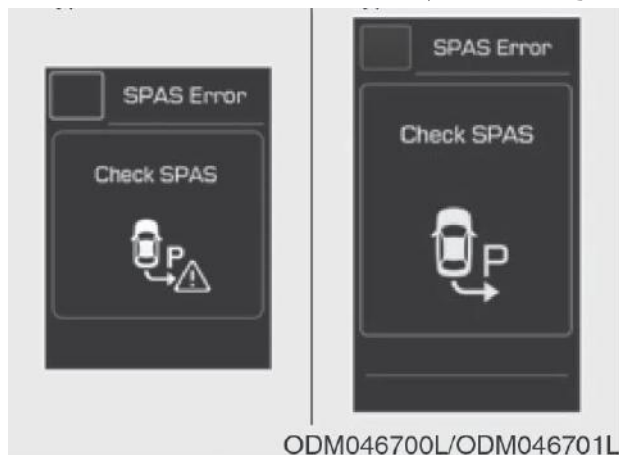 SPAS Error
Check SPAS
P
SPAS Error
Check SPAS
P
ODM046700L/ODM046701L